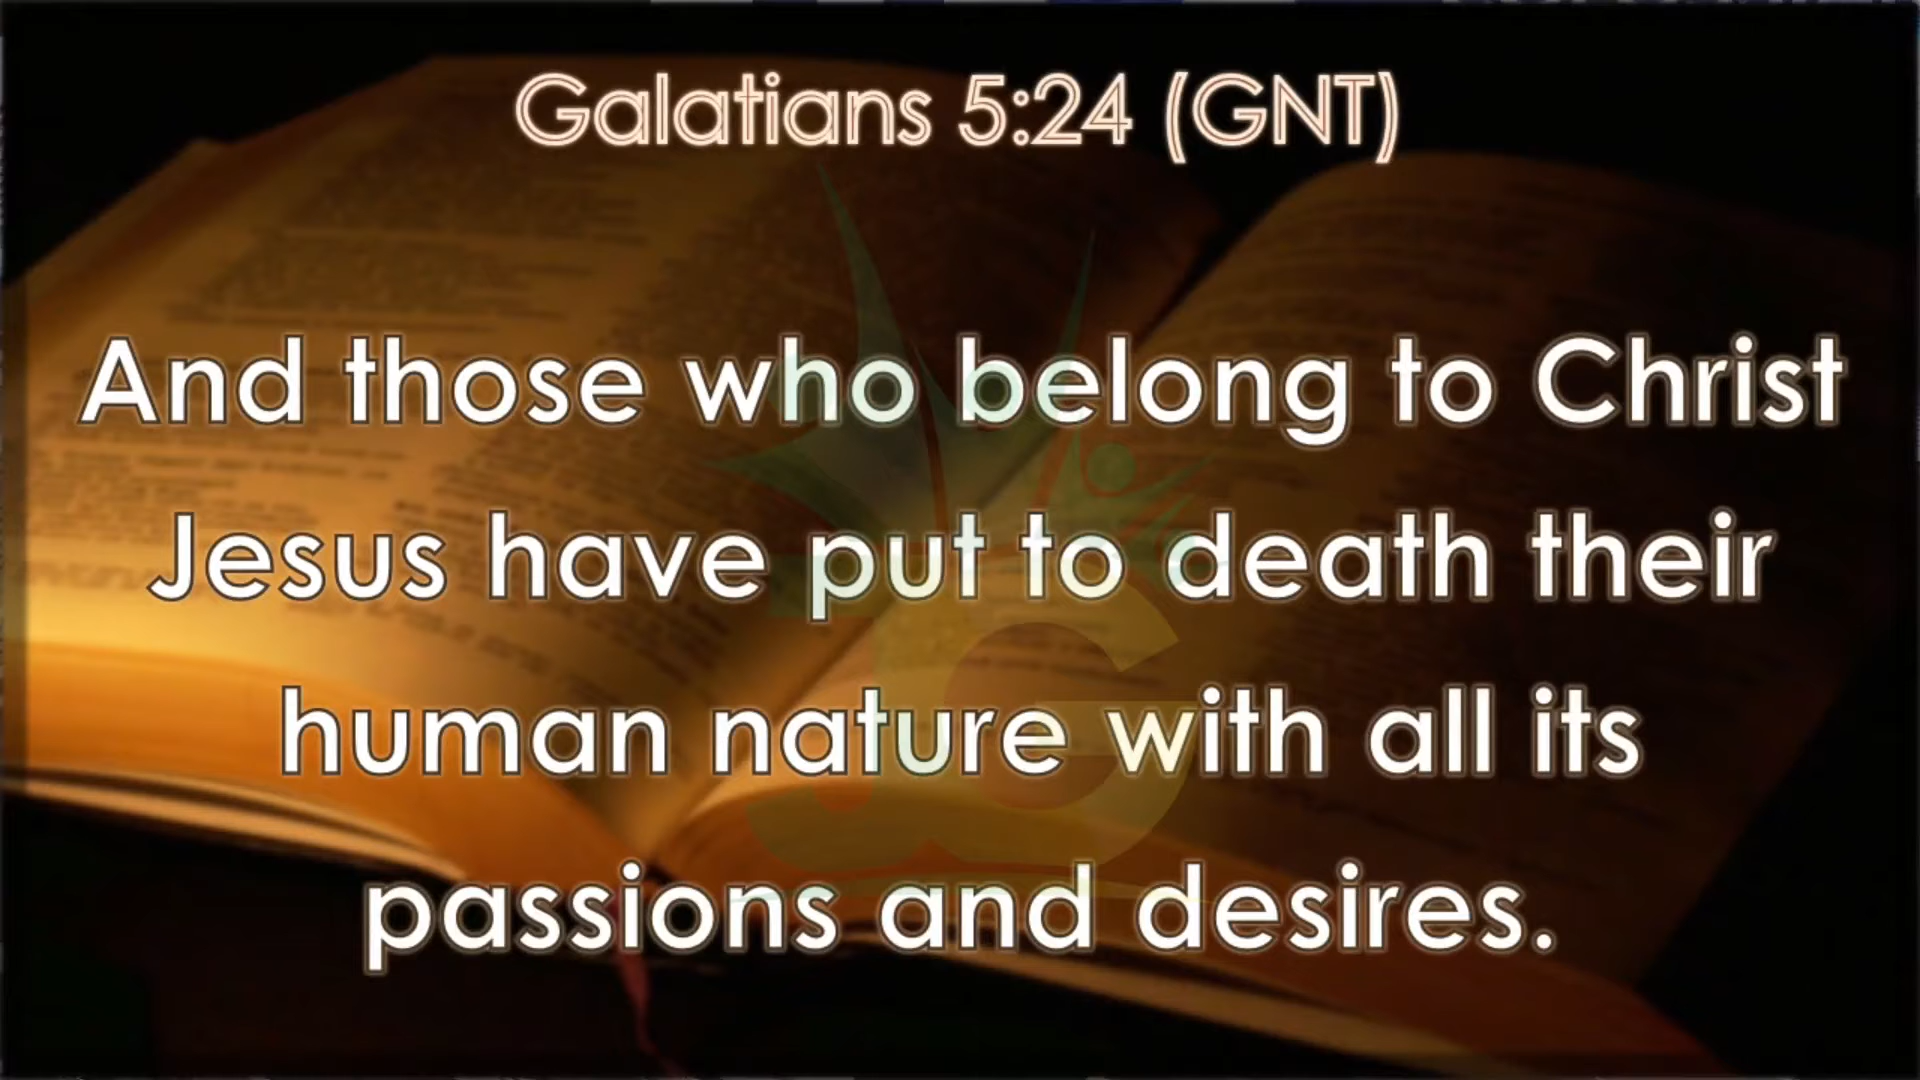 Galatians 5:24 (GNT)
And those who belong to Christ
Jesus have put to death their
human nature with all its
passions and desires.